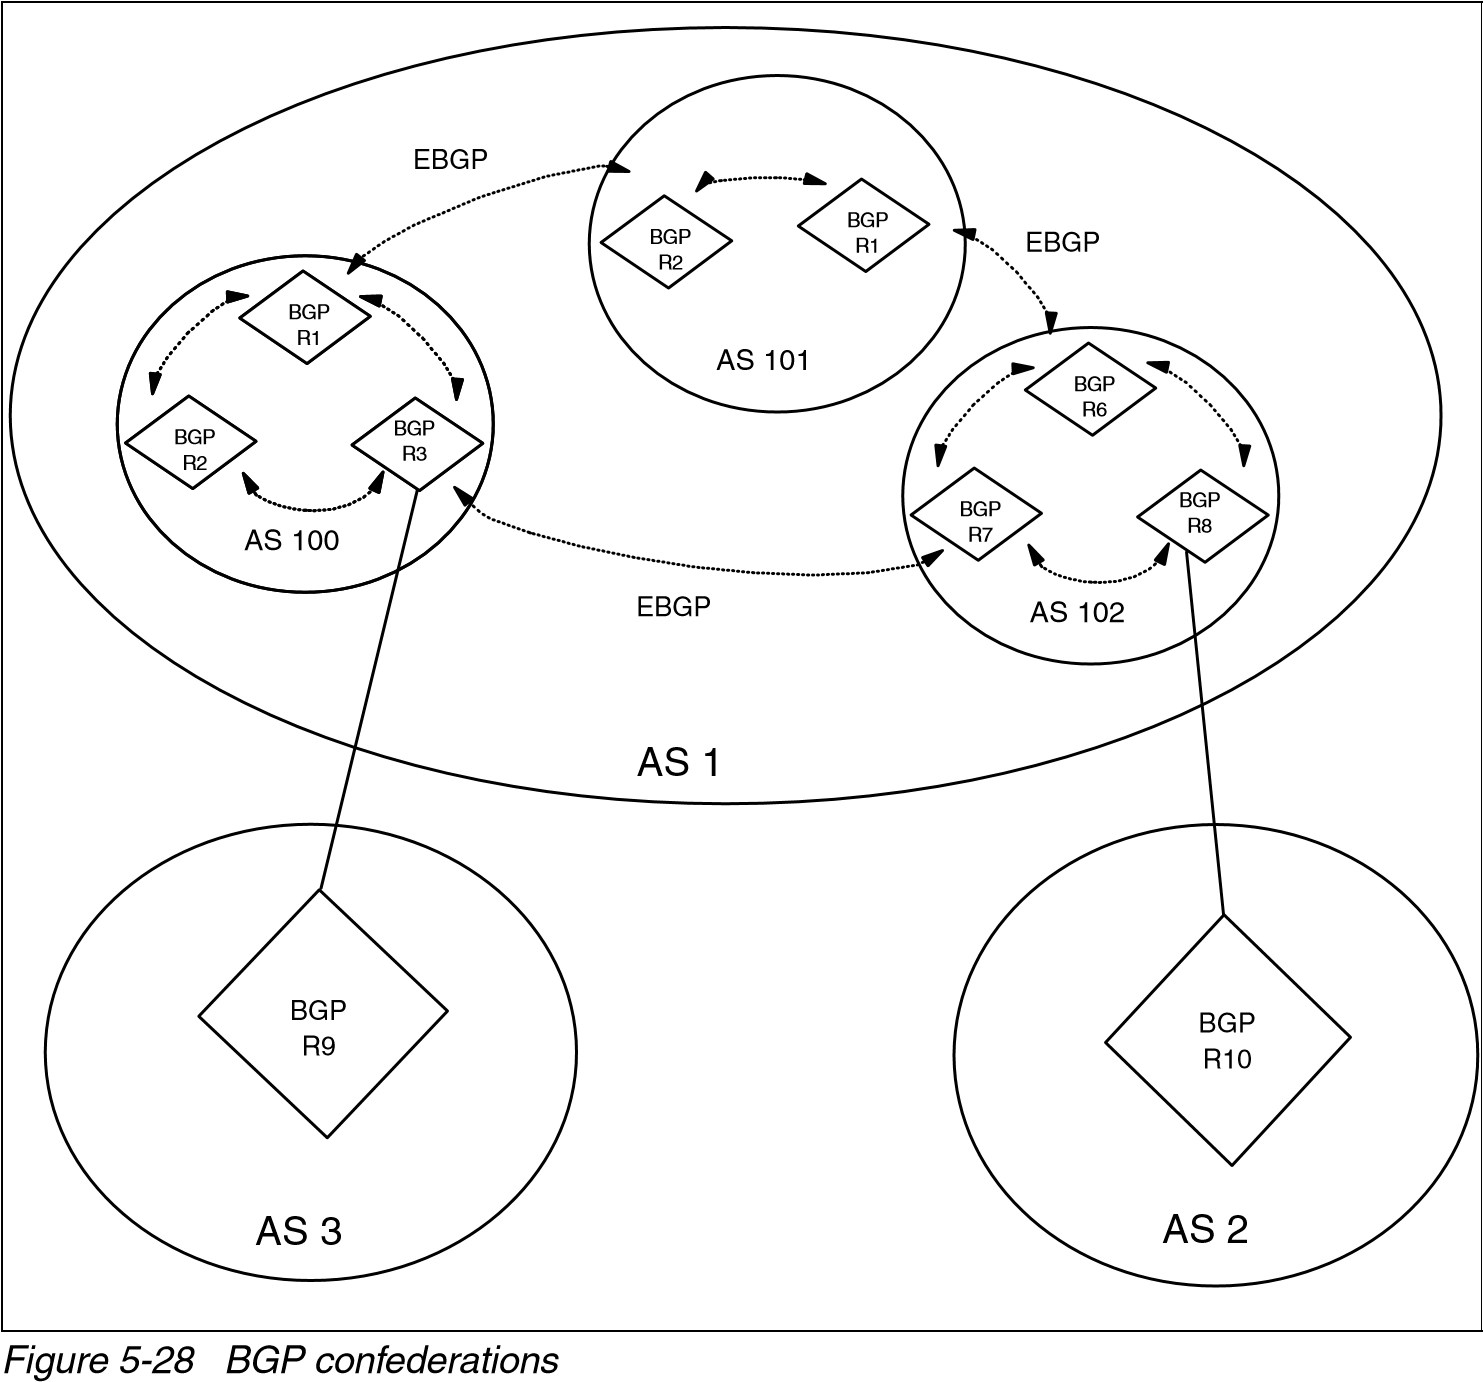 EBGP
BGP
R2
BGP
R1
EBGP
AS 101
BGP
R1
BGP
R2
BGP
R3
AS 100
BGP
R6
BGP
R7
BGP
R8
AS 102
EBGP
AS 1
BGP
R9
AS 3
BGP
R10
AS 2
Figure 5-28 BGP confederations